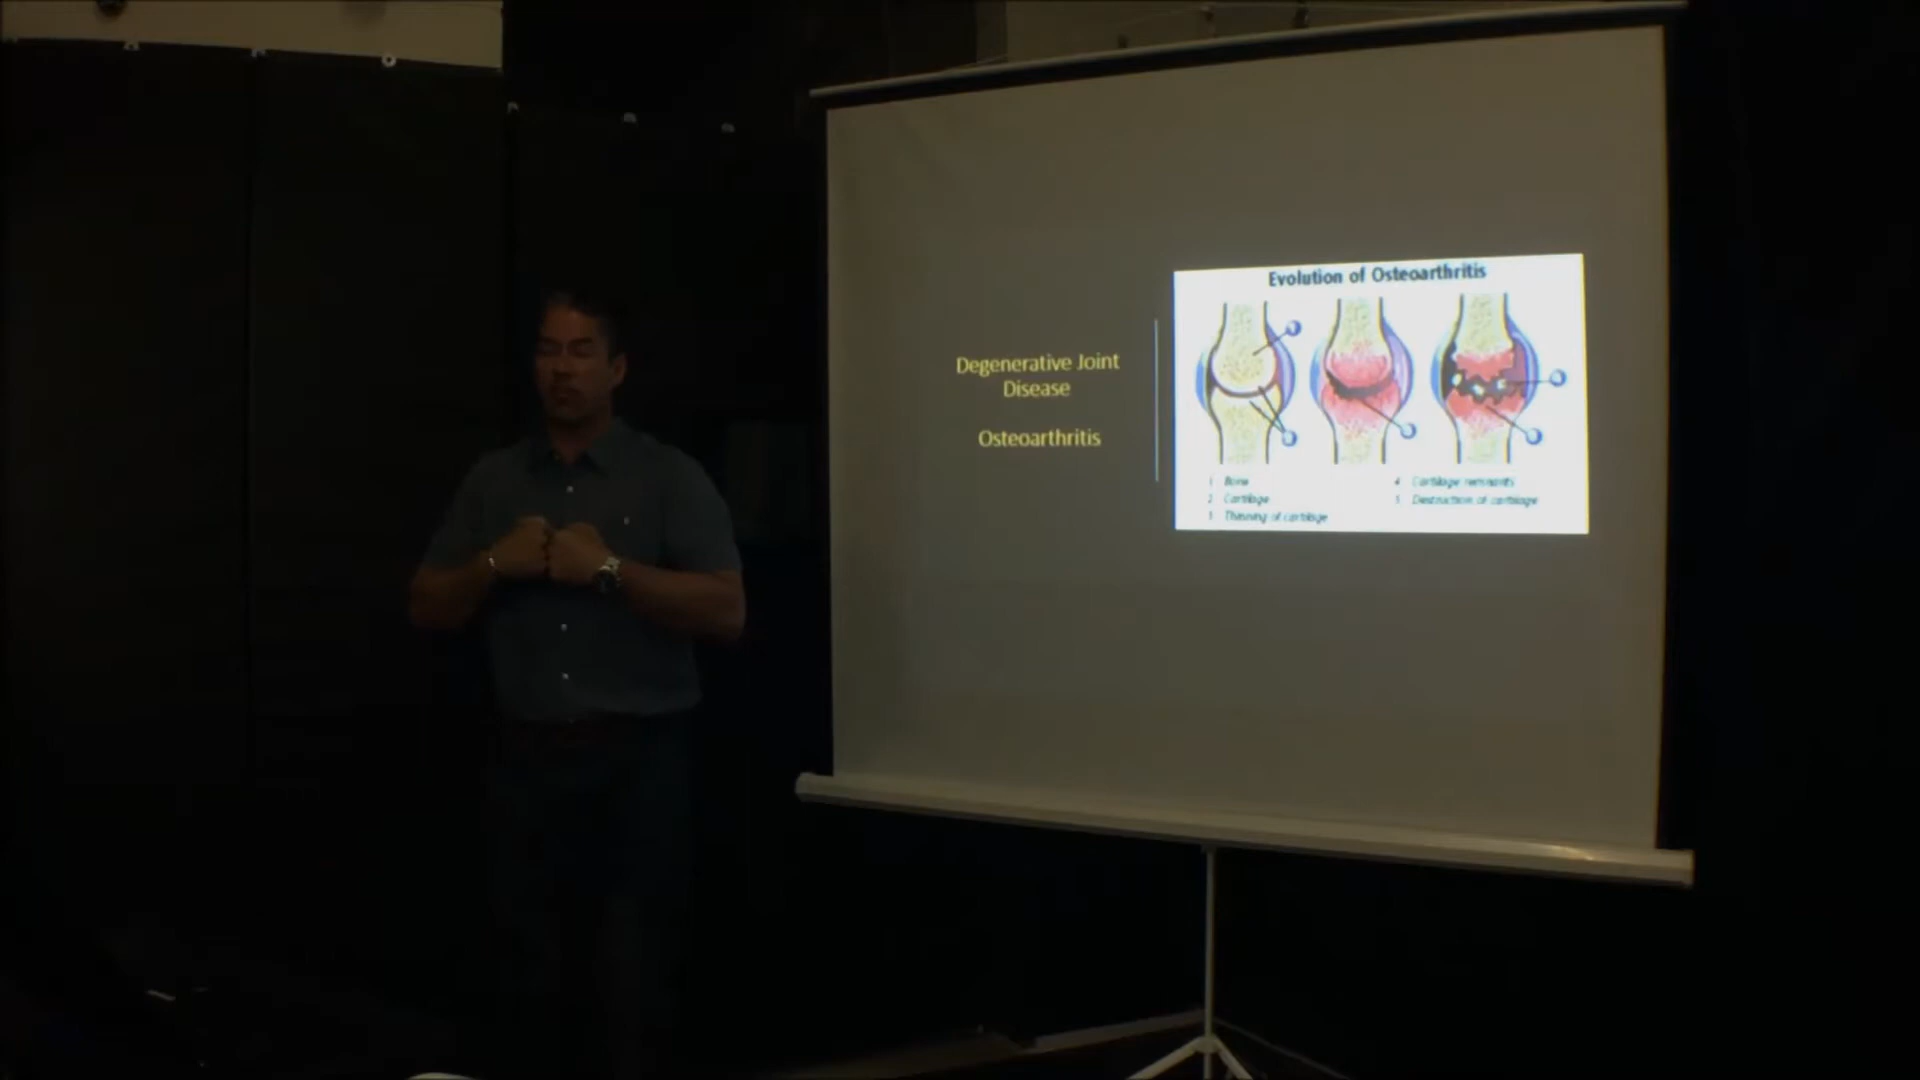 Degenerative Joint
Disease
Osteoarthritis
Evolution of Osteoarthritis
1 Bone
2 Cartilage
3 Thinning of cartilage
4 Cartilage remnants
5 Destruction of cartilage